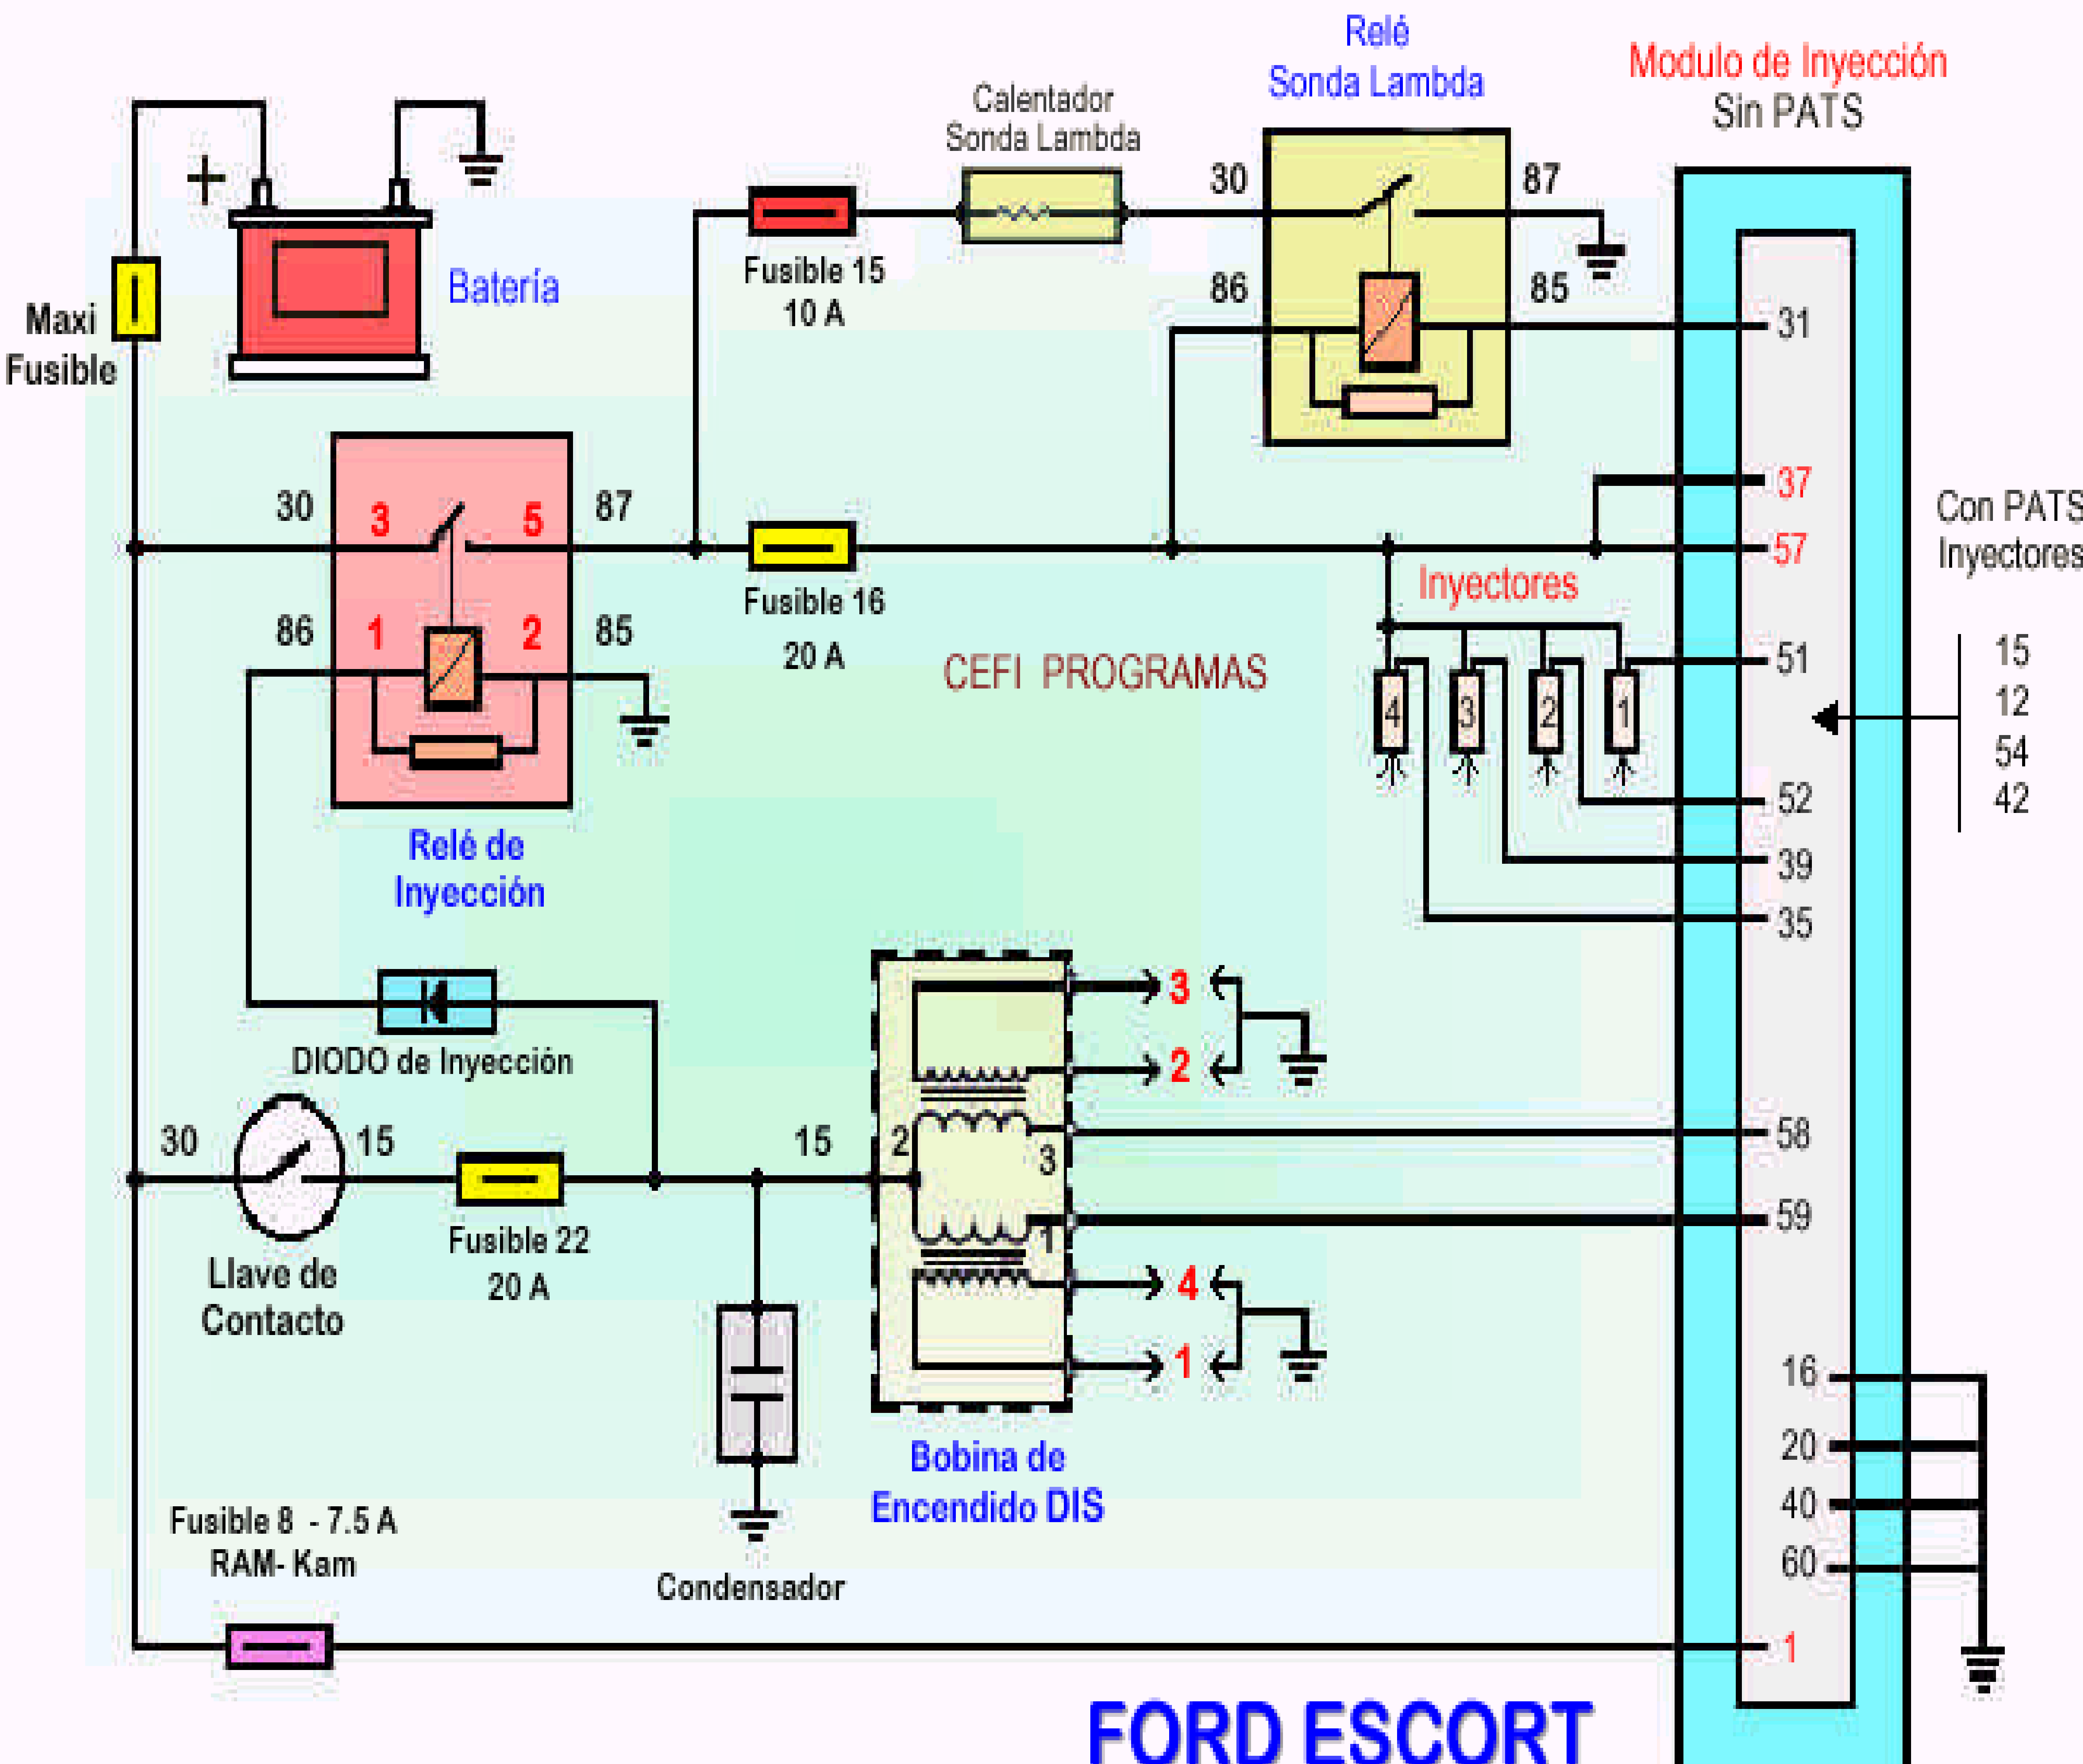 Relé
Sonda Lambda
Modulo de Inyección
Sin PATS
Calentador
Sonda Lambda
30
87
+
Batería
Fusible 15
10 A
86
85
Maxi
Fusible
31
30
3
5
87
37
Con PATS
Inyectores
57
Inyectores
Fusible 16
20 A
86
1
2
85
CEFI PROGRAMAS
51
15
12
54
42
4
3
2
1
52
39
35
Relé de
Inyección
DIODO de Inyección
3
2
58
30
15
15
2
3
59
1
Fusible 22
20 A
Llave de
Contacto
4
1
16
20
40
60
Bobina de
Encendido DIS
Fusible 8 - 7.5 A
RAM- Kam
Condensador
1
FORD ESCORT